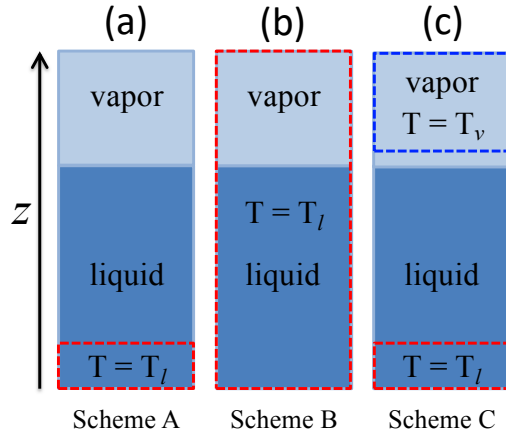 (a)
(b)
(c)
vapor
vapor
vapor
T = Tᵥ
z
T = Tₗ
liquid
liquid
liquid
T = Tₗ
T = Tₗ
Scheme A
Scheme B
Scheme C